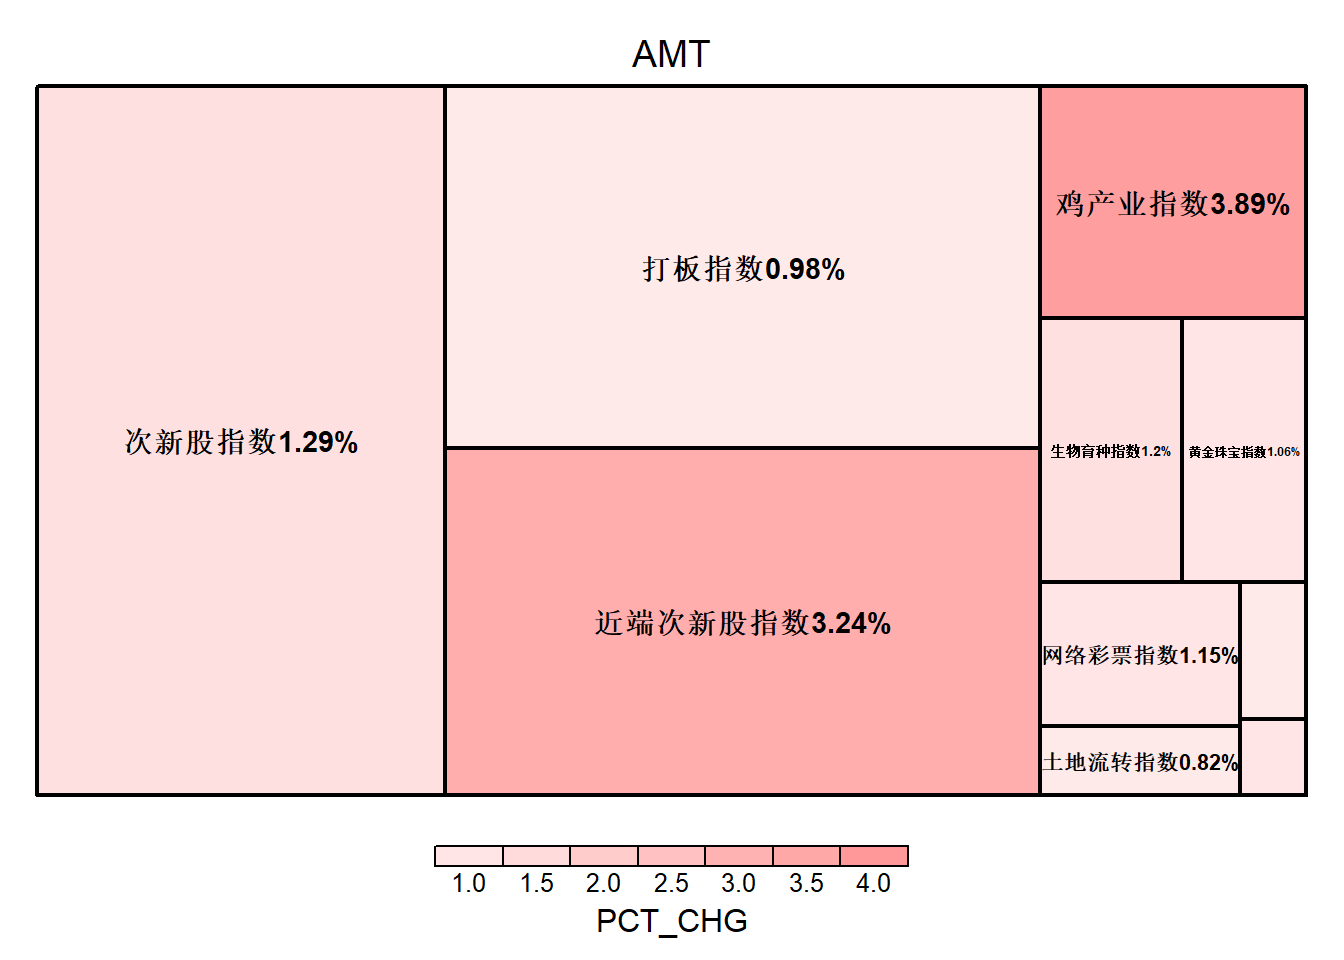 AMT
次新股指数1.29%
打板指数0.98%
近端次新股指数3.24%
鸡产业指数3.89%
生物育种指数1.2%
黄金珠宝指数1.06%
网络彩票指数1.15%
土地流转指数0.82%
1.0 1.5 2.0 2.5 3.0 3.5 4.0
PCT_CHG